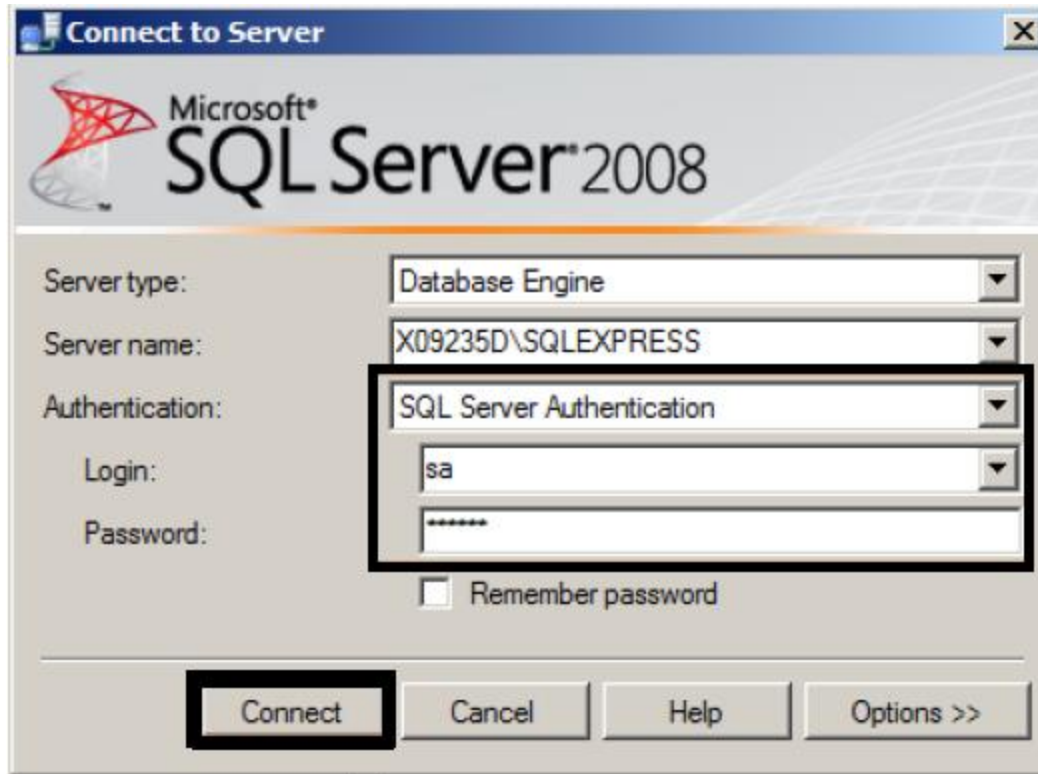 Connect to Server
Microsoft®
SQL Server® 2008
™
Server type: Database Engine
Server name: X09235D\SQLEXPRESS
Authentication: SQL Server Authentication
Login: sa
Password: ******
Remember password
Connect Cancel Help Options >>